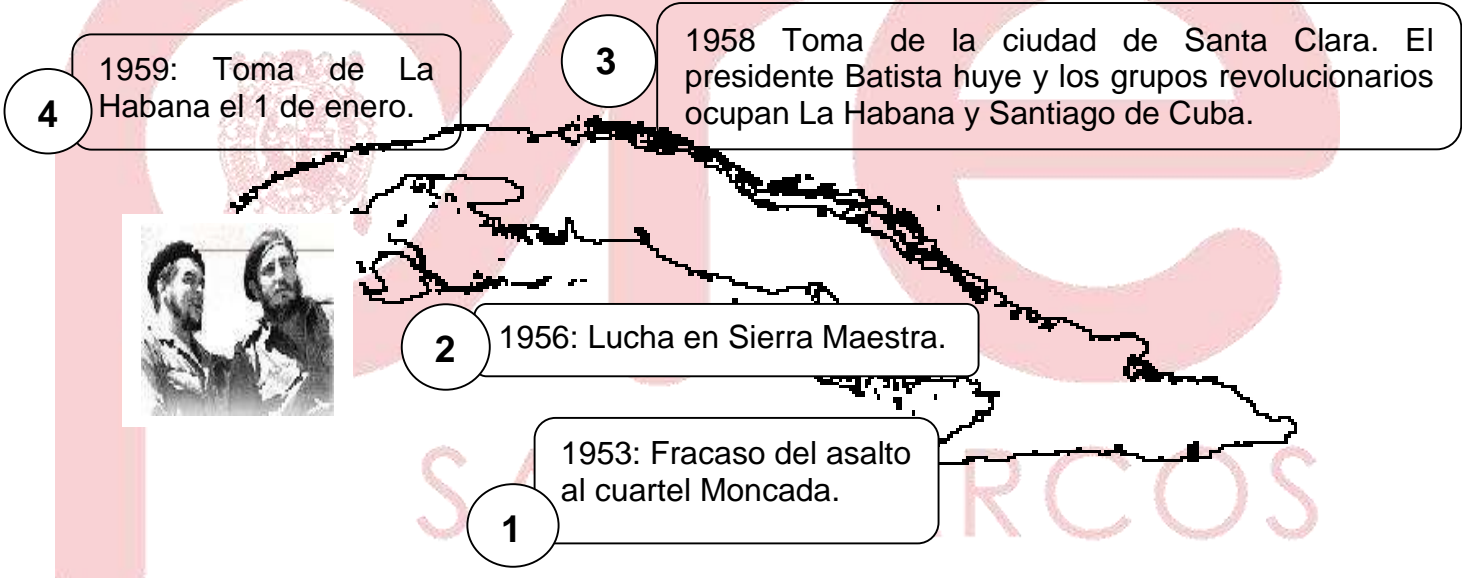 4
1959: Toma de La
Habana el 1 de enero.
3
1958 Toma de la ciudad de Santa Clara. El
presidente Batista huye y los grupos revolucionarios
ocupan La Habana y Santiago de Cuba.
2
1956: Lucha en Sierra Maestra.
1
1953: Fracaso del asalto
al cuartel Moncada.